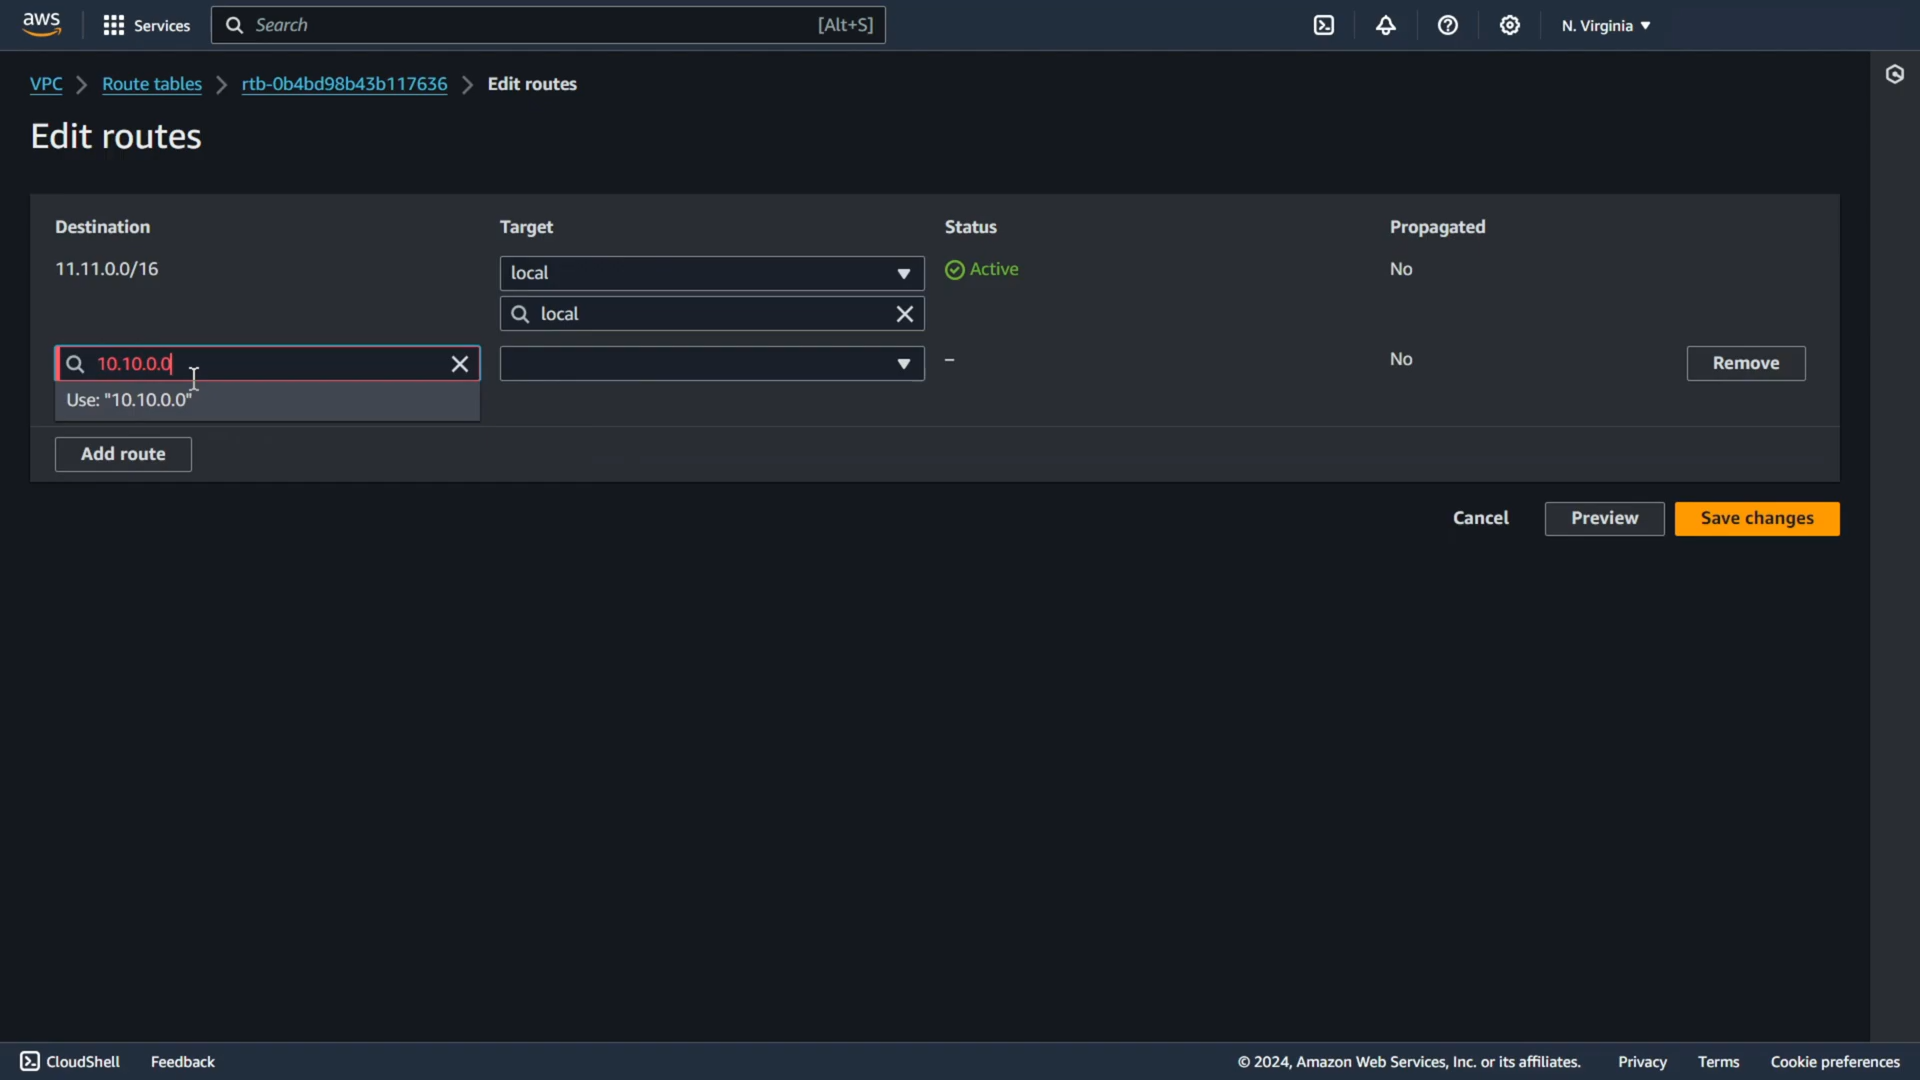 aws Services Search [Alt+S] N. Virginia
VPC Route tables rtb-0b4bd98b43b117636 Edit routes
Edit routes
Destination Target Status Propagated
11.11.0.0/16 local Active No
local
10.10.0.0 – No Remove
Use: "10.10.0.0"
Add route
Cancel Preview Save changes
CloudShell Feedback © 2024, Amazon Web Services, Inc. or its affiliates. Privacy Terms Cookie preferences